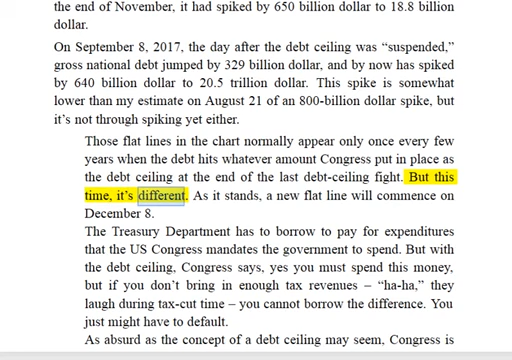 the end of November, it had spiked by 650 billion dollar to 18.8 billion
dollar.
On September 8, 2017, the day after the debt ceiling was “suspended,”
gross national debt jumped by 329 billion dollar, and by now has spiked
by 640 billion dollar to 20.5 trillion dollar. This spike is somewhat
lower than my estimate on August 21 of an 800-billion dollar spike, but
it’s not through spiking yet either.
Those flat lines in the chart normally appear only once every few
years when the debt hits whatever amount Congress put in place as
the debt ceiling at the end of the last debt-ceiling fight. But this
time, it’s different. As it stands, a new flat line will commence on
December 8.
The Treasury Department has to borrow to pay for expenditures
that the US Congress mandates the government to spend. But with
the debt ceiling, Congress says, yes you must spend this money,
but if you don’t bring in enough tax revenues – “ha-ha,” they
laugh during tax-cut time – you cannot borrow the difference. You
just might have to default.
As absurd as the concept of a debt ceiling may seem, Congress is